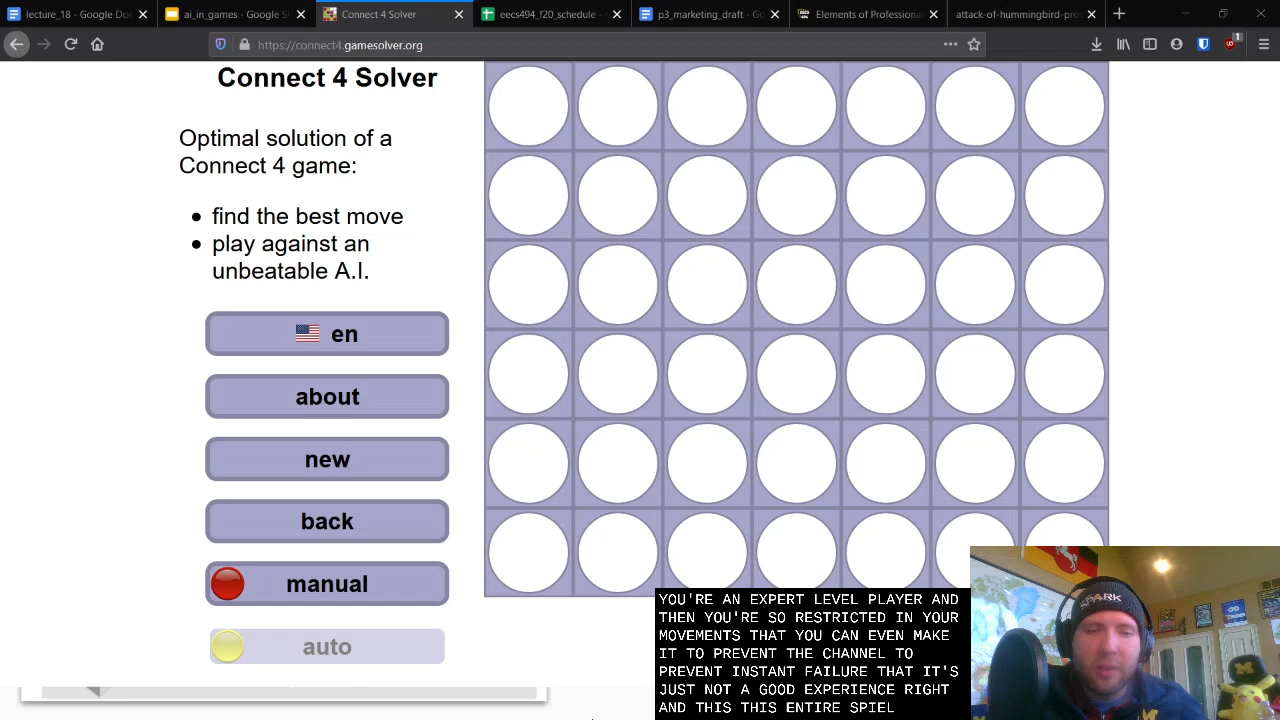 lecture_18 - Google Doc
ai_in_games - Google S
Connect 4 Solver
eecs494_f20_schedule -
p3_marketing_draft - G
Elements of Professional
attack-of-hummingbird-pro
https://connect4.gamesolver.org
1
Connect 4 Solver
Optimal solution of a
Connect 4 game:
find the best move
play against an
unbeatable A.I.
en
about
new
back
manual
auto
YOU'RE AN EXPERT LEVEL PLAYER AND
THEN YOU'RE SO RESTRICTED IN YOUR
MOVEMENTS THAT YOU CAN EVEN MAKE
IT TO PREVENT THE CHANNEL TO
PREVENT INSTANT FAILURE THAT IT'S
JUST NOT A GOOD EXPERIENCE RIGHT
AND THIS THIS ENTIRE SPIEL